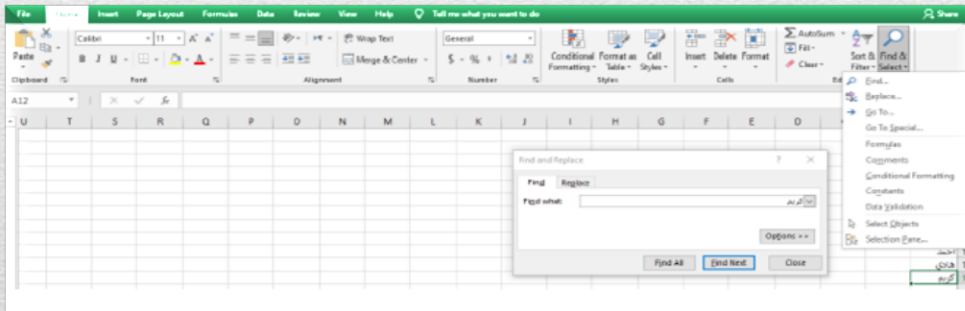 File Home Insert Page Layout Formulas Data Review View Help Tell me what you want to do Share
Paste Calibri 11 A A Wrap Text General AutoSum
B I U A Merge & Center $ % Conditional Formatting Format as Table Cell Styles Insert Delete Format Fill Clear Sort & Filter Find & Select
Clipboard Font Alignment Number Styles Cells
A12 fx
U T S R Q P O N M L K J I H G F E D
Find...
Replace...
Go To...
Go To Special...
Formulas
Comments
Conditional Formatting
Constants
Data Validation
Select Objects
Selection Pane...
Find and Replace ?
Find Replace
Find what: كريم
Options >>
Find All Find Next Close
احمد
هادي
كريم